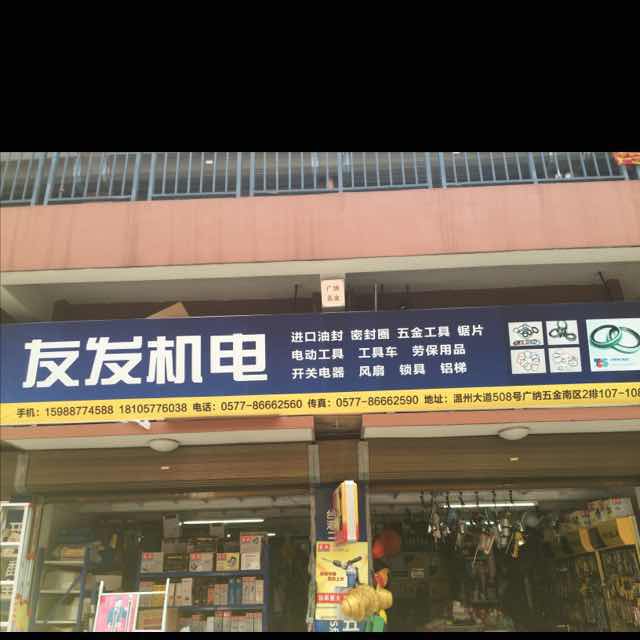 广纳
五金
友发机电
进口油封 密封圈 五金工具 锯片
电动工具 工具车 劳保用品
开关电器 风扇 锁具 铝梯
手机：15988774588 18105776038 电话：0577-86662560 传真：0577-86662590 地址：温州大道508号广纳五金南区2排107-108